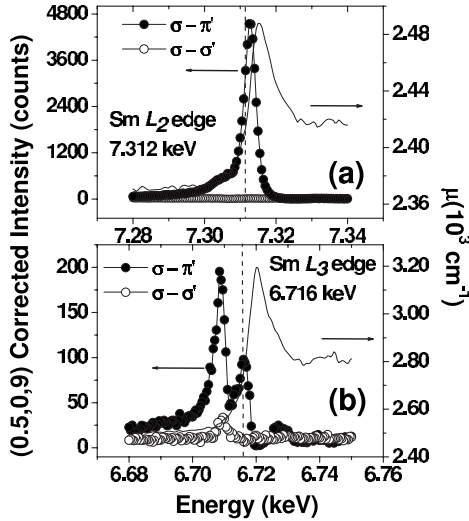 (0.5,0,9) Corrected Intensity (counts)
μ(10³ cm⁻¹)
4800
3600
2400
1200
0
σ − π'
σ − σ'
Sm L₂ edge
7.312 keV
(a)
2.48
2.44
2.40
2.36
7.28 7.30 7.32 7.34
200
150
100
50
25
0
σ − π'
σ − σ'
Sm L₃ edge
6.716 keV
(b)
3.20
3.00
2.80
2.60
2.40
6.68 6.70 6.72 6.74 6.76
Energy (keV)